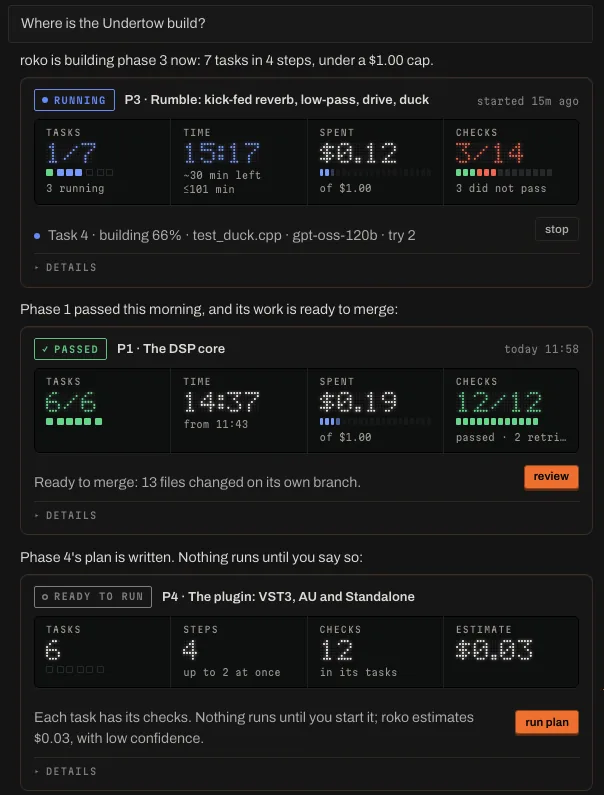 Where is the Undertow build?
roko is building phase 3 now: 7 tasks in 4 steps, under a $1.00 cap.
RUNNING P3 · Rumble: kick-fed reverb, low-pass, drive, duck started 15m ago
TASKS TIME SPENT CHECKS
1/7 15:17 $0.12 3/14
~30 min left
3 running ≤101 min of $1.00 3 did not pass
Task 4 · building 66% · test_duck.cpp · gpt-oss-120b · try 2 stop
DETAILS
Phase 1 passed this morning, and its work is ready to merge:
✓ PASSED P1 · The DSP core today 11:58
TASKS TIME SPENT CHECKS
6/6 14:37 $0.19 12/12
from 11:43 of $1.00 passed · 2 retri…
Ready to merge: 13 files changed on its own branch. review
DETAILS
Phase 4's plan is written. Nothing runs until you say so:
READY TO RUN P4 · The plugin: VST3, AU and Standalone
TASKS STEPS CHECKS ESTIMATE
6 4 12 $0.03
up to 2 at once in its tasks
Each task has its checks. Nothing runs until you start it; roko estimates
$0.03, with low confidence. run plan
DETAILS